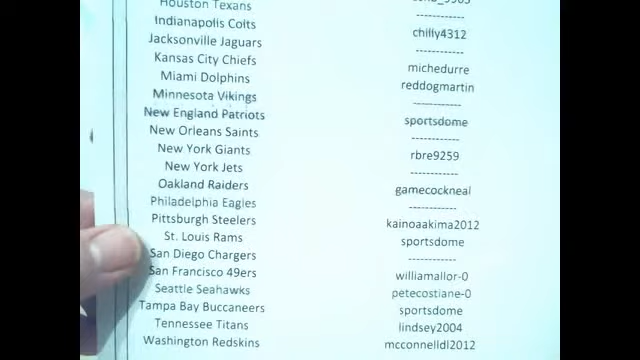 Houston Texans
Indianapolis Colts ------------
Jacksonville Jaguars chilly4312
Kansas City Chiefs ------------
Miami Dolphins michedurre
Minnesota Vikings reddogmartin
New England Patriots ------------
New Orleans Saints sportsdome
New York Giants ------------
New York Jets rbre9259
Oakland Raiders ------------
Philadelphia Eagles gamecockneal
Pittsburgh Steelers ------------
St. Louis Rams kainoaakima2012
San Diego Chargers sportsdome
San Francisco 49ers ------------
Seattle Seahawks williamallor-0
Tampa Bay Buccaneers petecostiane-0
Tennessee Titans sportsdome
Washington Redskins lindsey2004
mcconnelldl2012